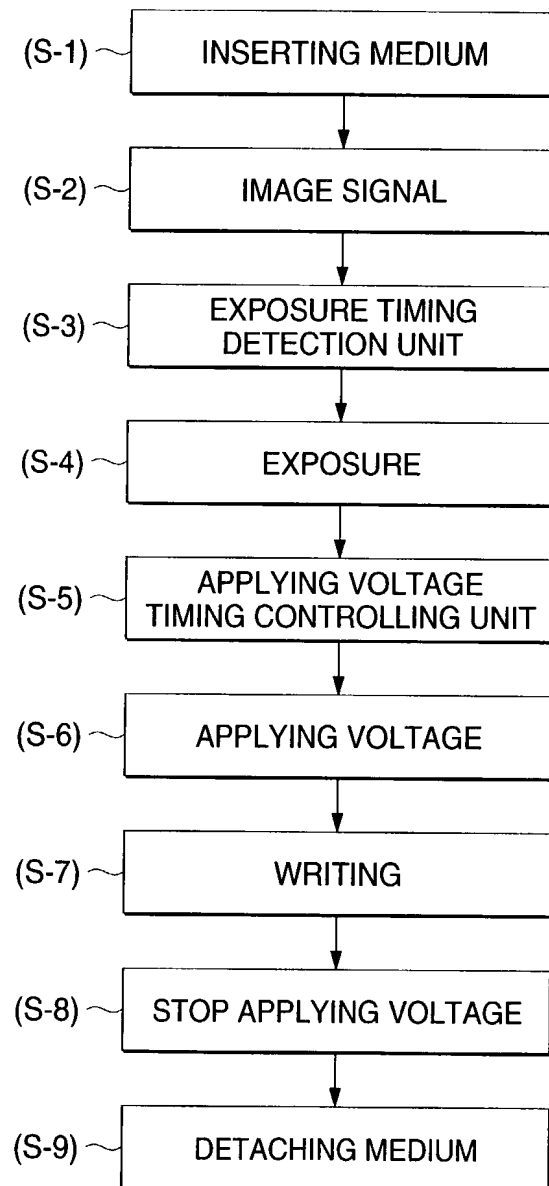 (S-1) INSERTING MEDIUM
(S-2) IMAGE SIGNAL
(S-3) EXPOSURE TIMING
DETECTION UNIT
(S-4) EXPOSURE
(S-5) APPLYING VOLTAGE
TIMING CONTROLLING UNIT
(S-6) APPLYING VOLTAGE
(S-7) WRITING
(S-8) STOP APPLYING VOLTAGE
(S-9) DETACHING MEDIUM